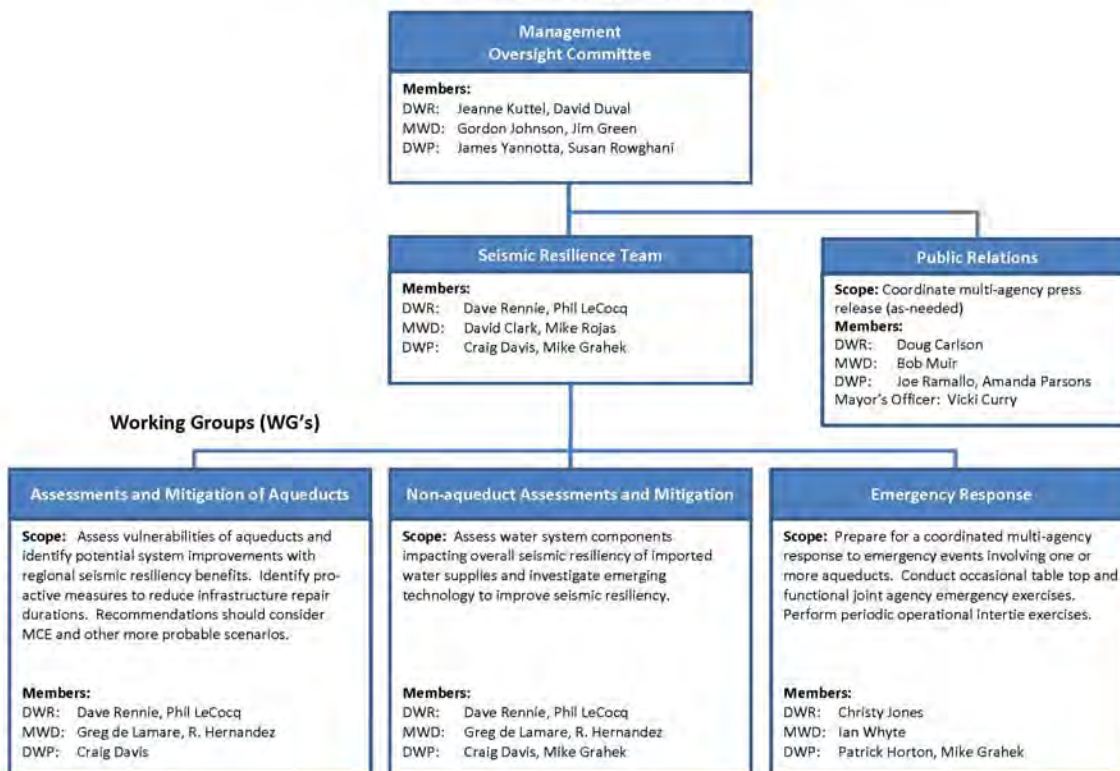 Management
Oversight Committee
Members:
DWR: Jeanne Kuttel, David Duval
MWD: Gordon Johnson, Jim Green
DWP: James Yannotta, Susan Rowghani
Seismic Resilience Team
Members:
DWR: Dave Rennie, Phil LeCocq
MWD: David Clark, Mike Rojas
DWP: Craig Davis, Mike Grahek
Public Relations
Scope: Coordinate multi-agency press
release (as-needed)
Members:
DWR: Doug Carlson
MWD: Bob Muir
DWP: Joe Ramallo, Amanda Parsons
Mayor's Officer: Vicki Curry
Working Groups (WG's)
Assessments and Mitigation of Aqueducts
Scope: Assess vulnerabilities of aqueducts and
identify potential system improvements with
regional seismic resiliency benefits. Identify pro-
active measures to reduce infrastructure repair
durations. Recommendations should consider
MCE and other more probable scenarios.
Members:
DWR: Dave Rennie, Phil LeCocq
MWD: Greg de Lamare, R. Hernandez
DWP: Craig Davis
Non-aqueduct Assessments and Mitigation
Scope: Assess water system components
impacting overall seismic resiliency of imported
water supplies and investigate emerging
technology to improve seismic resiliency.
Members:
DWR: Dave Rennie, Phil LeCocq
MWD: Greg de Lamare, R. Hernandez
DWP: Craig Davis, Mike Grahek
Emergency Response
Scope: Prepare for a coordinated multi-agency
response to emergency events involving one or
more aqueducts. Conduct occasional table top and
functional joint agency emergency exercises.
Perform periodic operational intertie exercises.
Members:
DWR: Christy Jones
MWD: Ian Whyte
DWP: Patrick Horton, Mike Grahek